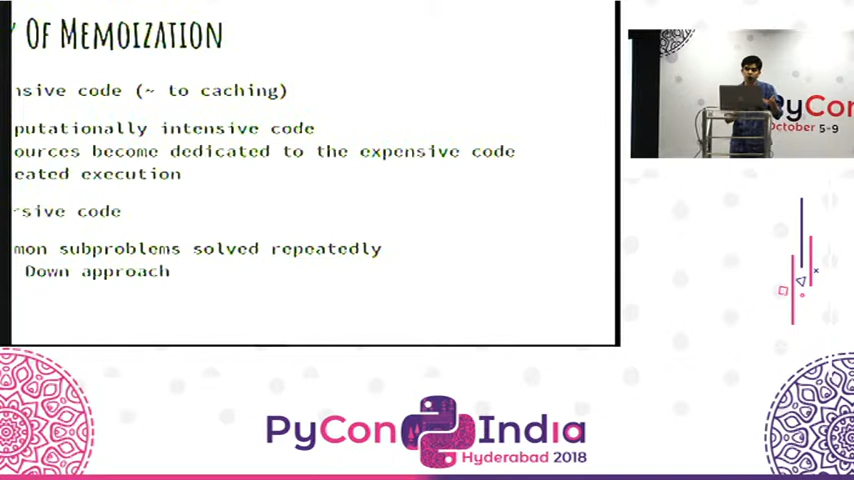 Of Memoization
nsive code (~ to caching)
putationally intensive code
ources become dedicated to the expensive code
eated execution
rsive code
mon subproblems solved repeatedly
Down approach
PyCon
October 5-9
PyCon India
Hyderabad 2018